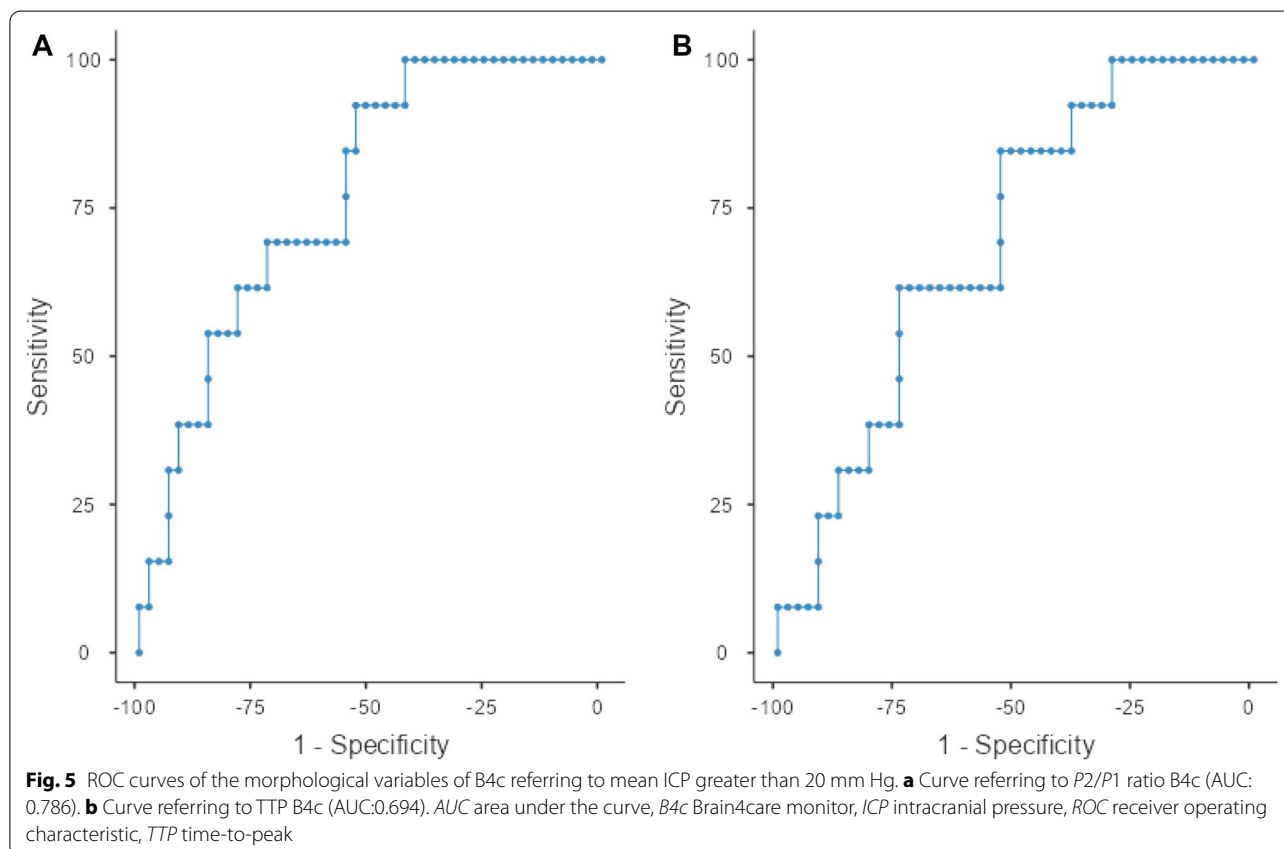 A
B
100
75
50
25
0
Sensitivity
-100 -75 -50 -25 0
1 - Specificity
100
75
50
25
0
Sensitivity
-100 -75 -50 -25 0
1 - Specificity
Fig. 5 ROC curves of the morphological variables of B4c referring to mean ICP greater than 20 mm Hg. a Curve referring to P2/P1 ratio B4c (AUC:
0.786). b Curve referring to TTP B4c (AUC:0.694). AUC area under the curve, B4c Brain4care monitor, ICP intracranial pressure, ROC receiver operating
characteristic, TTP time-to-peak